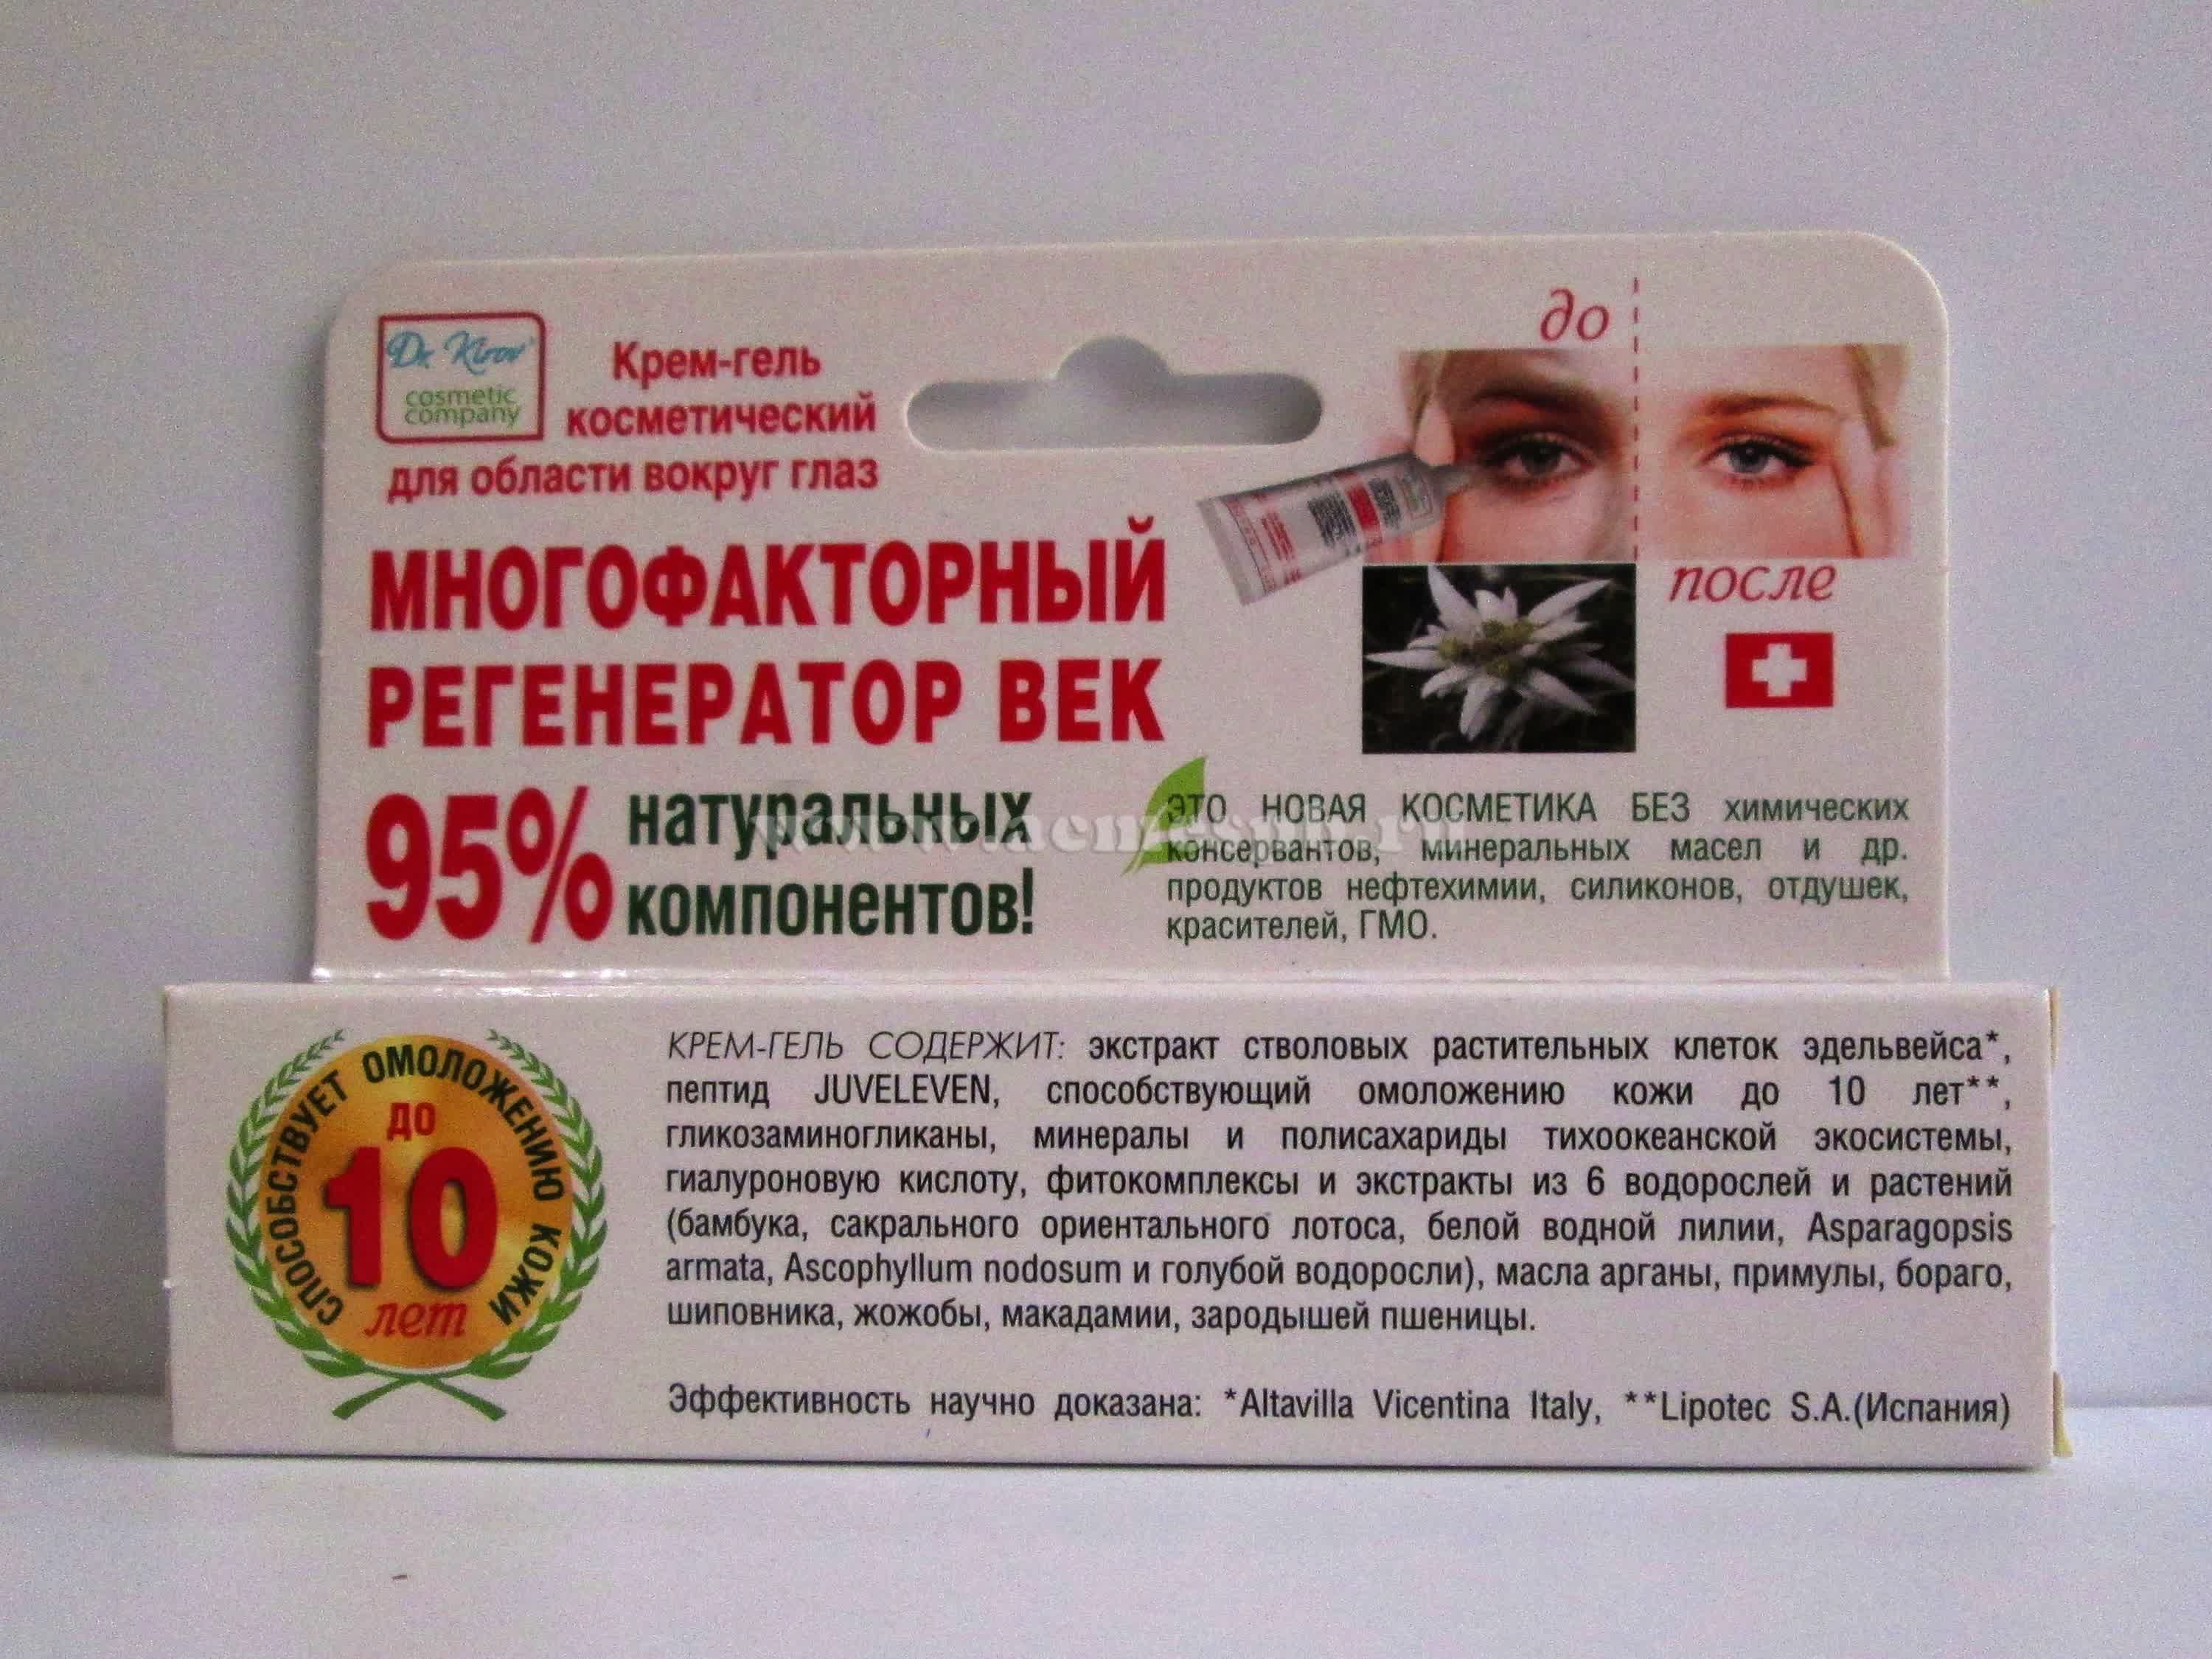 Dr. Kirov
cosmetic
company
Крем-гель
косметический
для области вокруг глаз
МНОГОФАКТОРНЫЙ
РЕГЕНЕРАТОР ВЕК
95% натуральных
компонентов!
до
после
ЭТО НОВАЯ КОСМЕТИКА БЕЗ химических
консервантов, минеральных масел и др.
продуктов нефтехимии, силиконов, отдушек,
красителей, ГМО.
СПОСОБСТВУЕТ ОМОЛОЖЕНИЮ КОЖИ
ДО
10
лет
КРЕМ-ГЕЛЬ СОДЕРЖИТ: экстракт стволовых растительных клеток эдельвейса*,
пептид JUVELEVEN, способствующий омоложению кожи до 10 лет**,
гликозаминогликаны, минералы и полисахариды тихоокеанской экосистемы,
гиалуроновую кислоту, фитокомплексы и экстракты из 6 водорослей и растений
(бамбука, сакрального ориентального лотоса, белой водной лилии, Asparagopsis
armata, Ascophyllum nodosum и голубой водоросли), масла арганы, примулы, бораго,
шиповника, жожобы, макадамии, зародышей пшеницы.
Эффективность научно доказана: *Altavilla Vicentina Italy, **Lipotec S.A.(Испания)